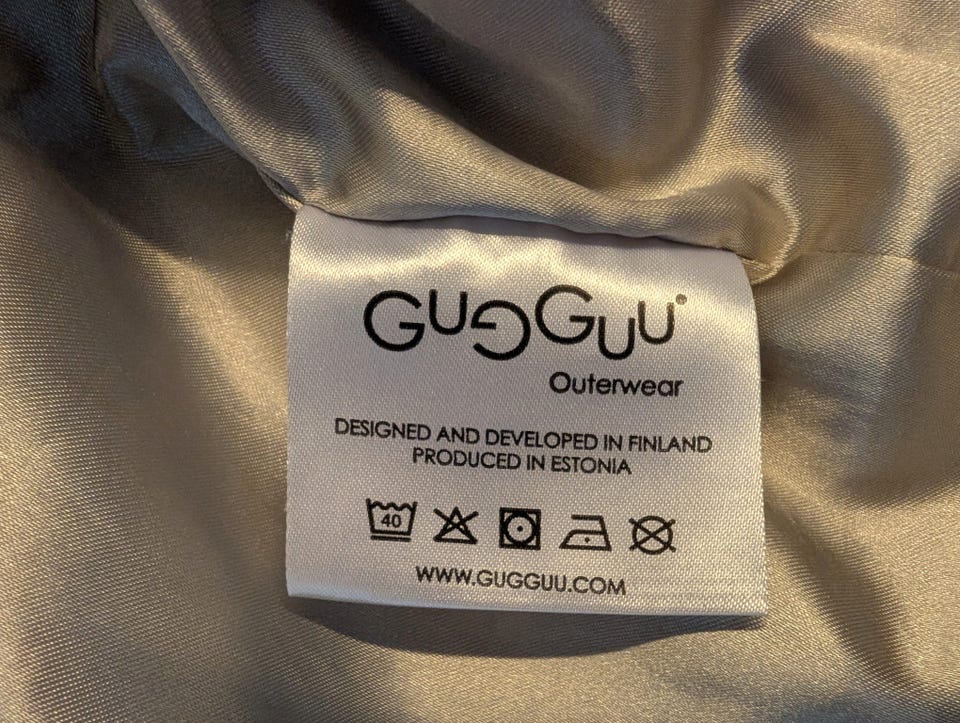 GUGGUU
Outerwear
DESIGNED AND DEVELOPED IN FINLAND
PRODUCED IN ESTONIA
40
WWW.GUGGUU.COM